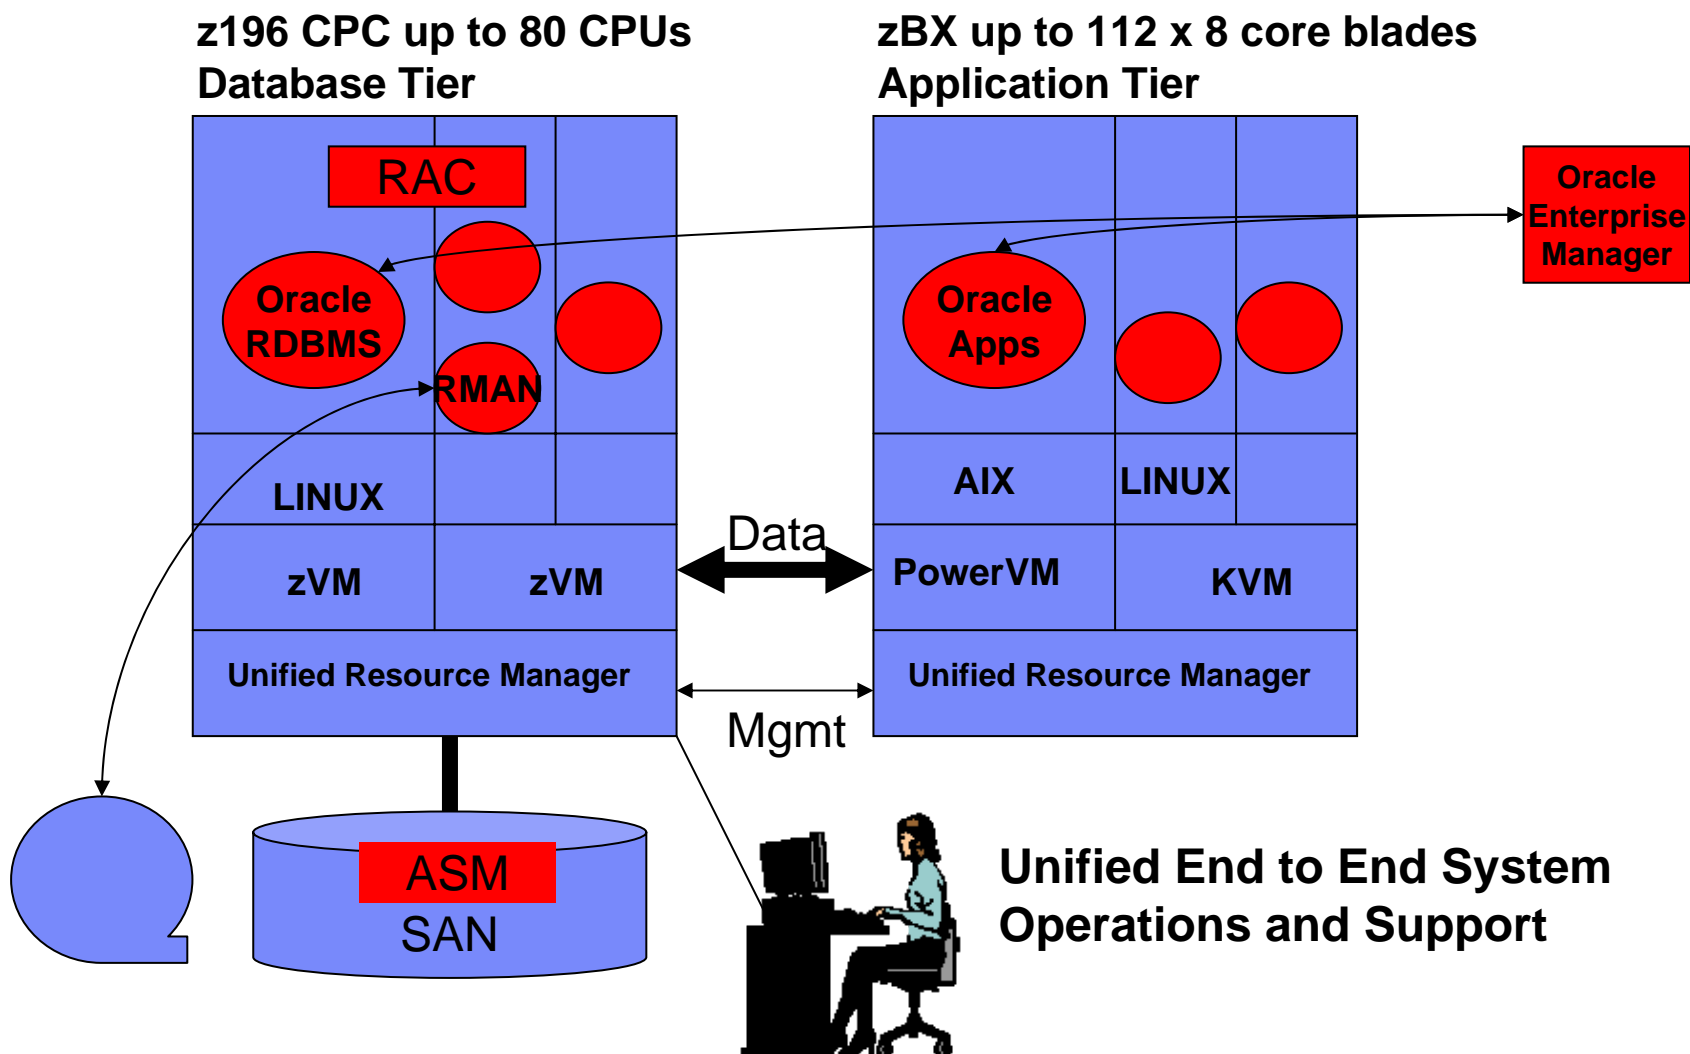 z196 CPC up to 80 CPUs
Database Tier
zBX up to 112 x 8 core blades
Application Tier
RAC
Oracle
RDBMS
RMAN
LINUX
zVM
zVM
Unified Resource Manager
Data
Mgmt
Oracle
Apps
AIX
LINUX
PowerVM
KVM
Unified Resource Manager
Oracle
Enterprise
Manager
ASM
SAN
Unified End to End System
Operations and Support